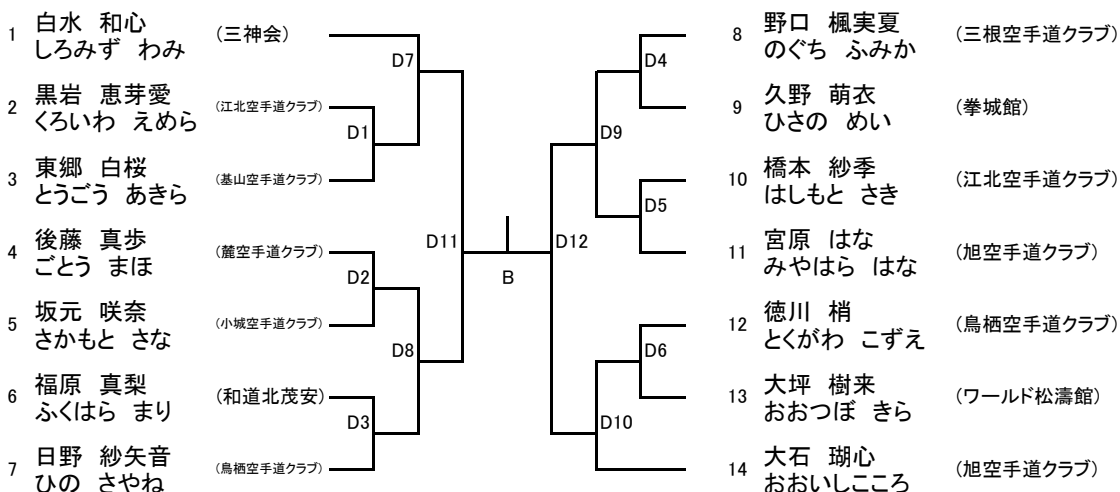 1 白水 和心 (三神会)
しろみず わみ
2 黒岩 恵芽愛 (江北空手道クラブ)
くろいわ えめら
3 東郷 白桜 (基山空手道クラブ)
とうごう あきら
4 後藤 真歩 (麓空手道クラブ)
ごとう まほ
5 坂元 咲奈 (小城空手道クラブ)
さかもと さな
6 福原 真梨 (和道北茂安)
ふくはら まり
7 日野 紗矢音 (鳥栖空手道クラブ)
ひの さやね
D7
D1
D11
D2
D8
D3
B
D12
D4
D9
D5
D6
D10
8 野口 楓実夏 (三根空手道クラブ)
のぐち ふみか
9 久野 萌衣 (拳城館)
ひさの めい
10 橋本 紗季 (江北空手道クラブ)
はしもと さき
11 宮原 はな (旭空手道クラブ)
みやはら はな
12 徳川 梢 (鳥栖空手道クラブ)
とくがわ こずえ
13 大坪 樹来 (ワールド松濤館)
おおつぼ きら
14 大石 瑚心 (旭空手道クラブ)
おおいしこころ